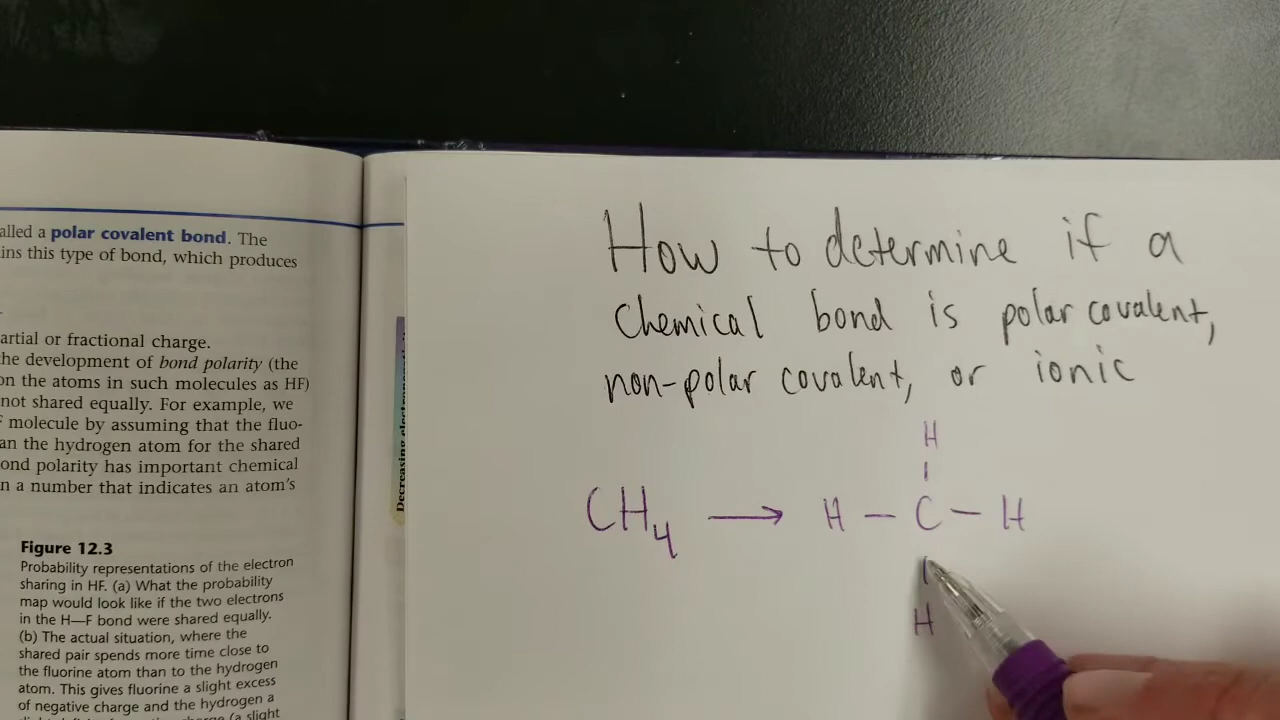 alled a polar covalent bond. The
ins this type of bond, which produces
artial or fractional charge.
he development of bond polarity (the
on the atoms in such molecules as HF)
not shared equally. For example, we
F molecule by assuming that the fluo-
an the hydrogen atom for the shared
ond polarity has important chemical
n a number that indicates an atom's
Figure 12.3
Probability representations of the electron
sharing in HF. (a) What the probability
map would look like if the two electrons
in the H—F bond were shared equally.
(b) The actual situation, where the
shared pair spends more time close to
the fluorine atom than to the hydrogen
atom. This gives fluorine a slight excess
of negative charge and the hydrogen a
(a slight
Decreasing
How to determine if a
chemical bond is polar covalent,
non-polar covalent, or ionic
H
CH4 → H – C – H
H